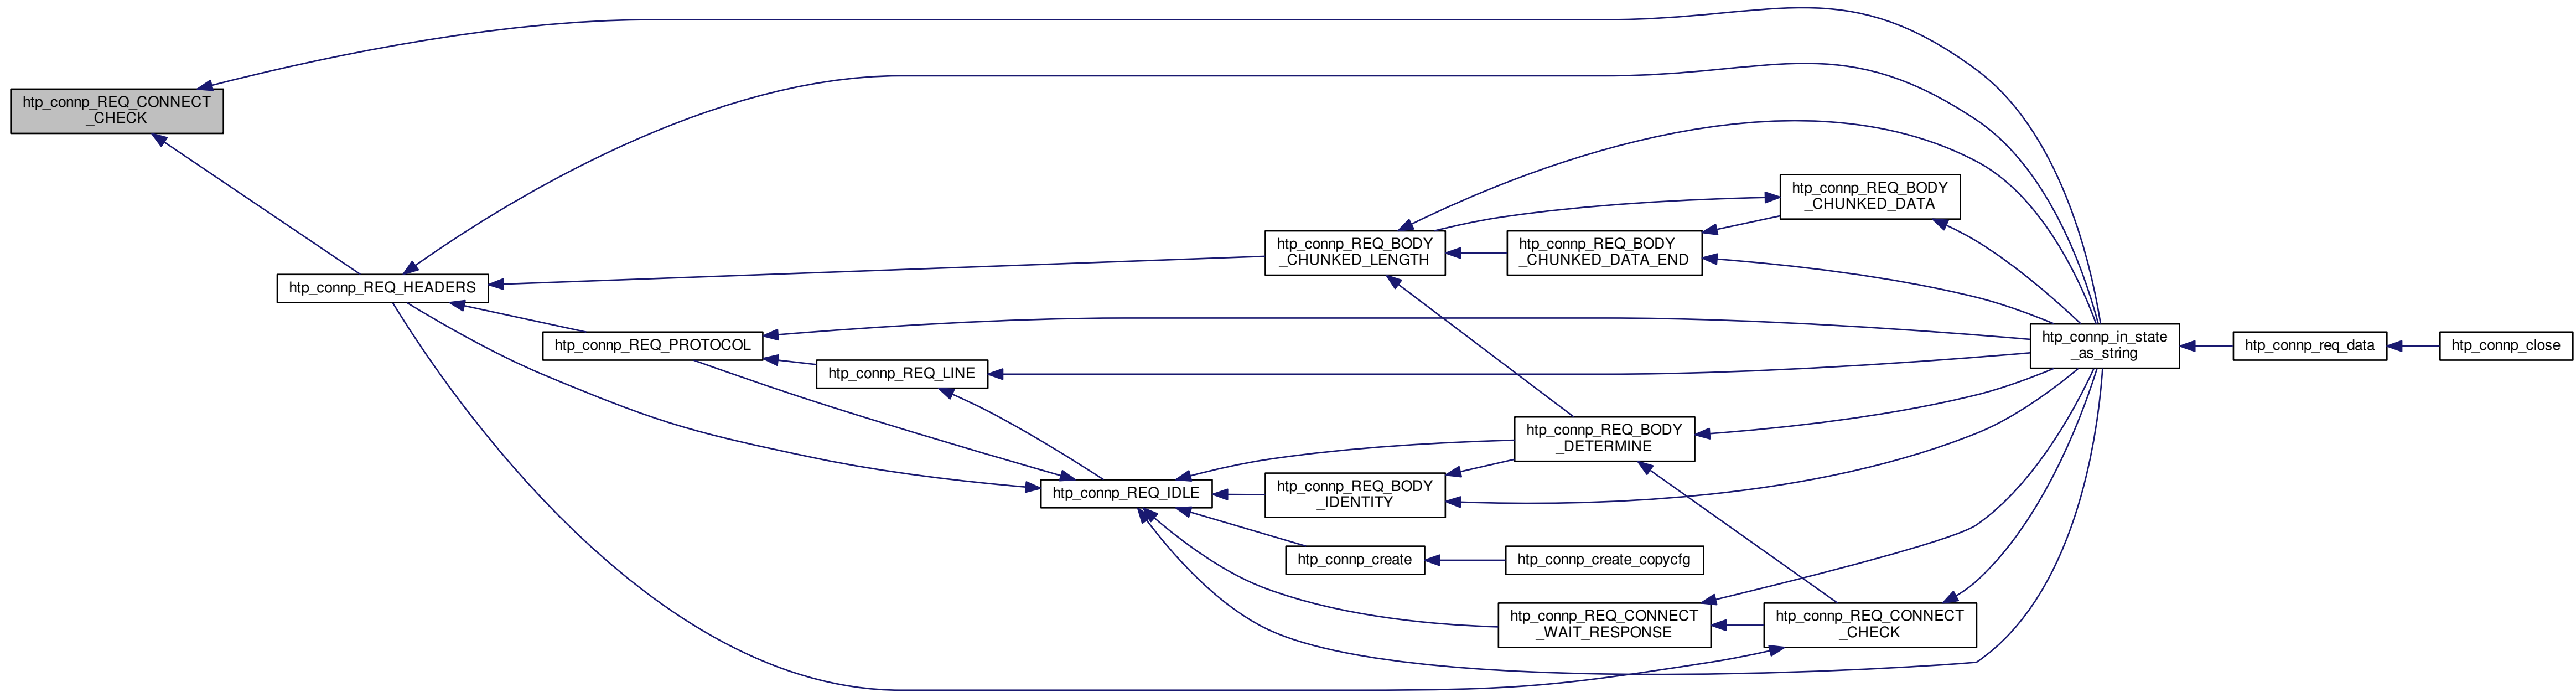 htp_connp_REQ_CONNECT
_CHECK
htp_connp_REQ_HEADERS
htp_connp_REQ_PROTOCOL
htp_connp_REQ_LINE
htp_connp_REQ_IDLE
htp_connp_REQ_BODY
_CHUNKED_LENGTH
htp_connp_REQ_BODY
_CHUNKED_DATA_END
htp_connp_REQ_BODY
_CHUNKED_DATA
htp_connp_REQ_BODY
_DETERMINE
htp_connp_REQ_BODY
_IDENTITY
htp_connp_create
htp_connp_create_copycfg
htp_connp_REQ_CONNECT
_WAIT_RESPONSE
htp_connp_REQ_CONNECT
_CHECK
htp_connp_in_state
_as_string
htp_connp_req_data
htp_connp_close